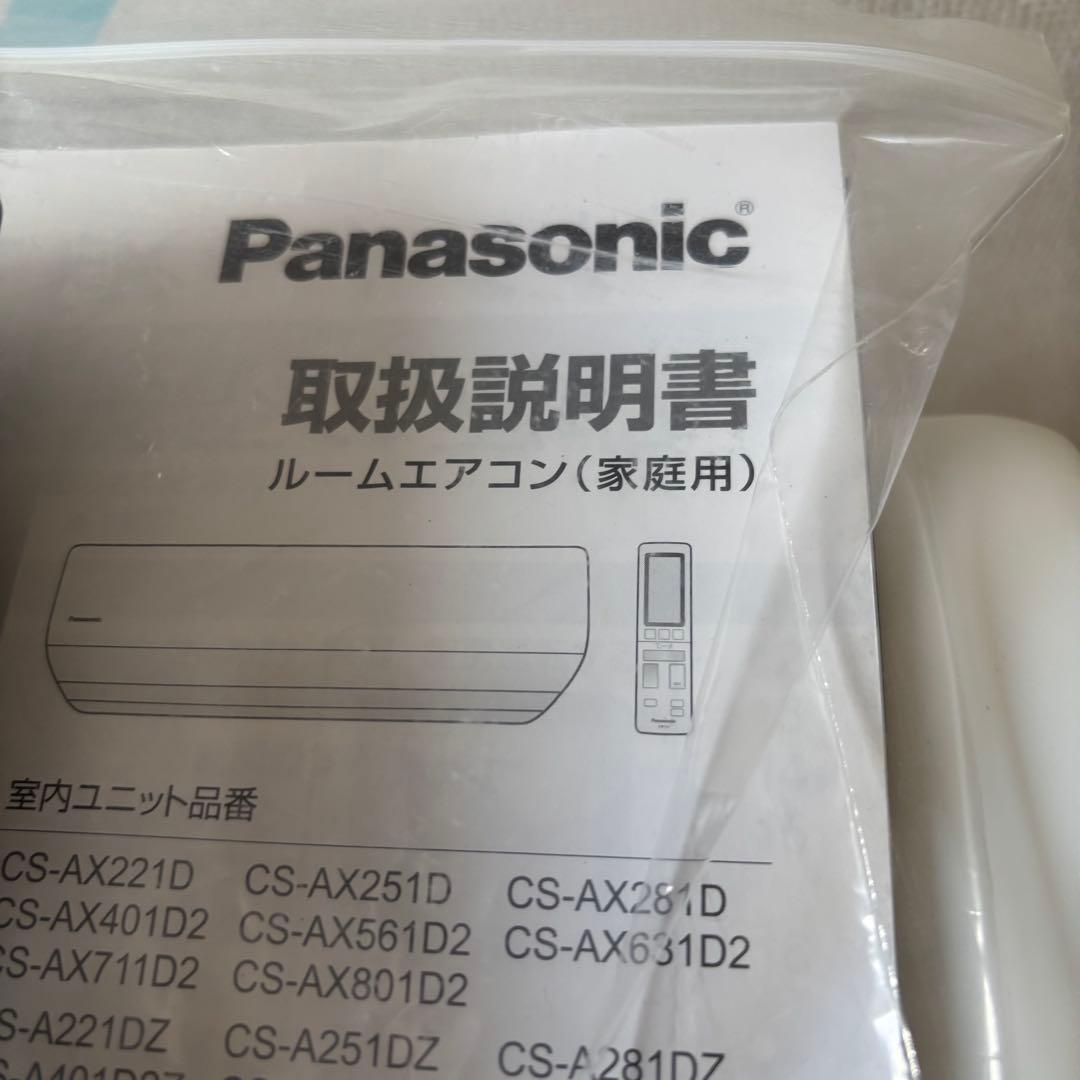 Panasonic®
取扱説明書
ルームエアコン(家庭用)
Panasonic
Panasonic
室内ユニット品番
CS-AX221D CS-AX251D CS-AX281D
CS-AX401D2 CS-AX561D2 CS-AX631D2
CS-AX711D2 CS-AX801D2
S-A221DZ CS-A251DZ CS-A281DZ